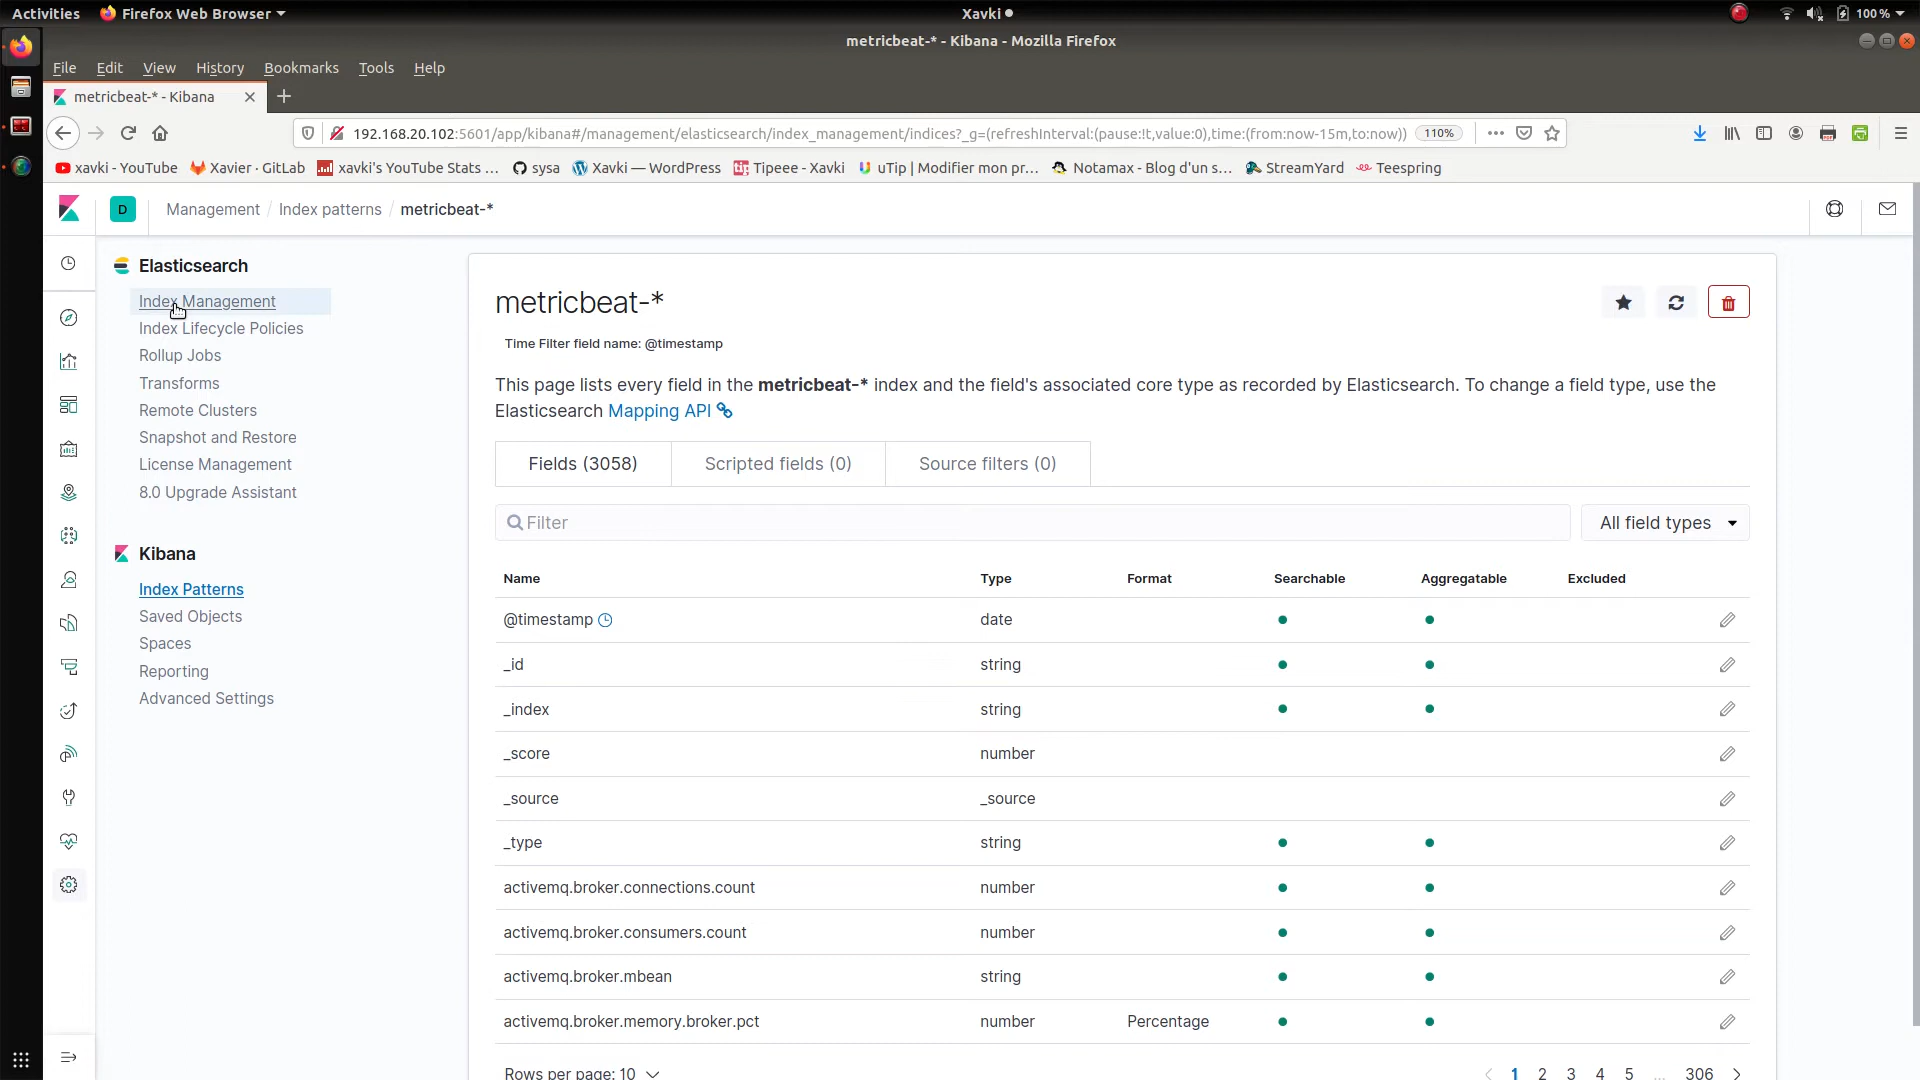 Activities
Firefox Web Browser
Xavki
100 %
metricbeat-* - Kibana - Mozilla Firefox
File Edit View History Bookmarks Tools Help
metricbeat-* - Kibana
192.168.20.102:5601/app/kibana#/management/elasticsearch/index_management/indices?_g=(refreshInterval:(pause:!t,value:0),time:(from:now-15m,to:now))
110%
xavki - YouTube
Xavier · GitLab
xavki's YouTube Stats ...
sysa
Xavki — WordPress
Tipeee - Xavki
uTip | Modifier mon pr...
Notamax - Blog d'un s...
StreamYard
Teespring
D
Management / Index patterns / metricbeat-*
Elasticsearch
Index Management
Index Lifecycle Policies
Rollup Jobs
Transforms
Remote Clusters
Snapshot and Restore
License Management
8.0 Upgrade Assistant
Kibana
Index Patterns
Saved Objects
Spaces
Reporting
Advanced Settings
metricbeat-*
Time Filter field name: @timestamp
This page lists every field in the metricbeat-* index and the field's associated core type as recorded by Elasticsearch. To change a field type, use the
Elasticsearch Mapping API
Fields (3058)
Scripted fields (0)
Source filters (0)
Filter
All field types
Name Type Format Searchable Aggregatable Excluded
@timestamp date
_id string
_index string
_score number
_source _source
_type string
activemq.broker.connections.count number
activemq.broker.consumers.count number
activemq.broker.mbean string
activemq.broker.memory.broker.pct number Percentage
Rows per page: 10
1 2 3 4 5 ... 306